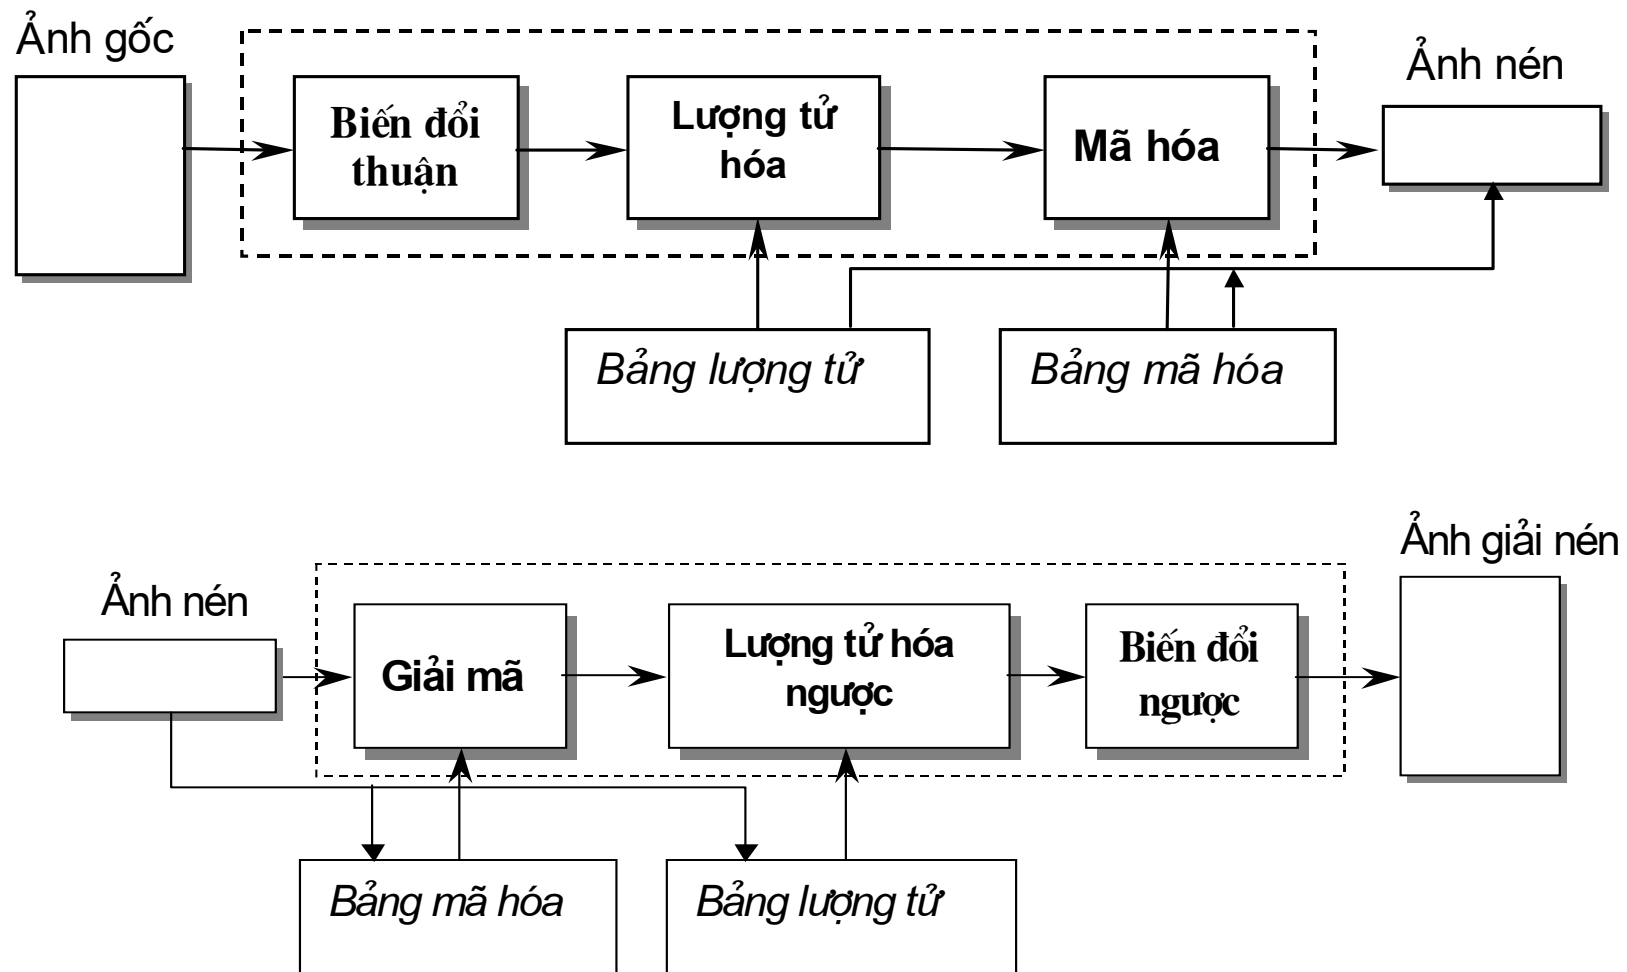 Ảnh gốc
Ảnh nén
Biến đổi
thuận
Lượng tử
hóa
Mã hóa
Bảng lượng tử
Bảng mã hóa
Ảnh giải nén
Ảnh nén
Giải mã
Lượng tử hóa
ngược
Biến đổi
ngược
Bảng mã hóa
Bảng lượng tử